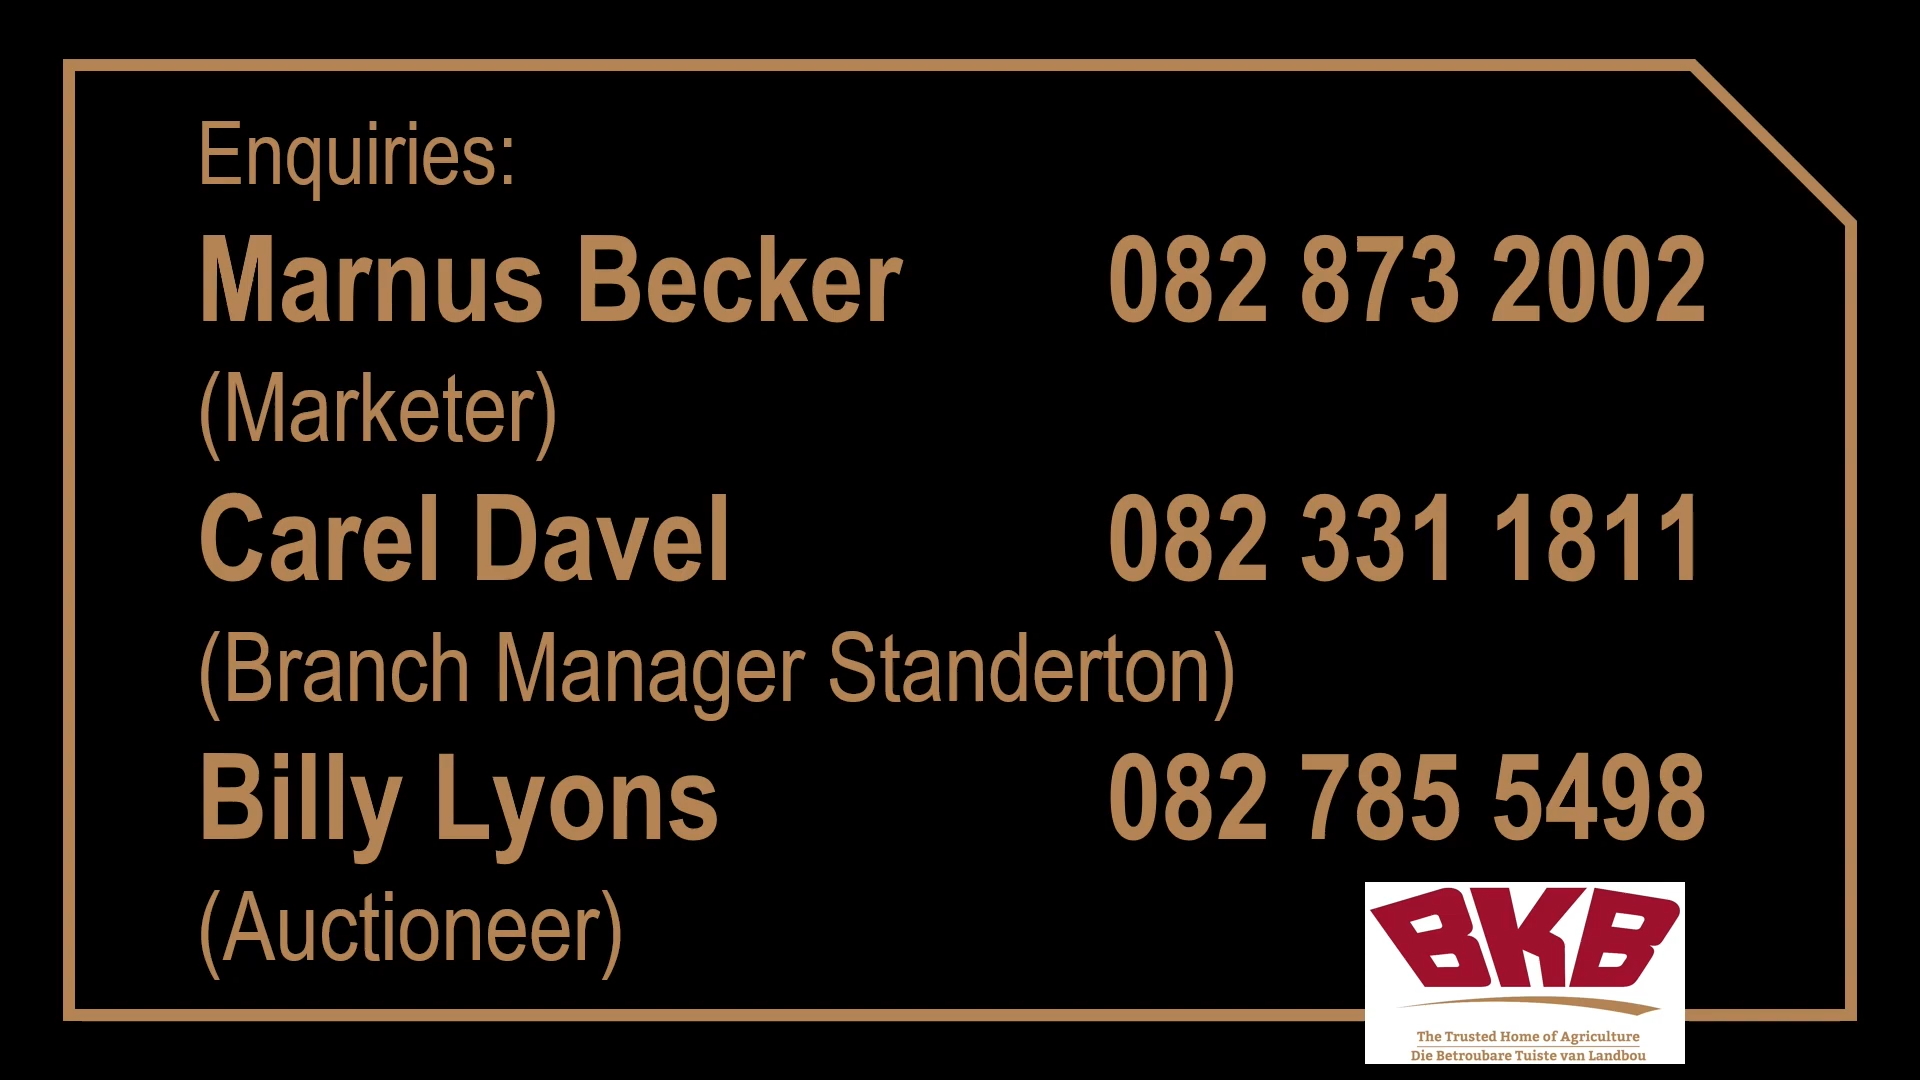 Enquiries:
Marnus Becker 082 873 2002
(Marketer)
Carel Davel 082 331 1811
(Branch Manager Standerton)
Billy Lyons 082 785 5498
(Auctioneer)
BKB
The Trusted Home of Agriculture
Die Betroubare Tuiste van Landbou